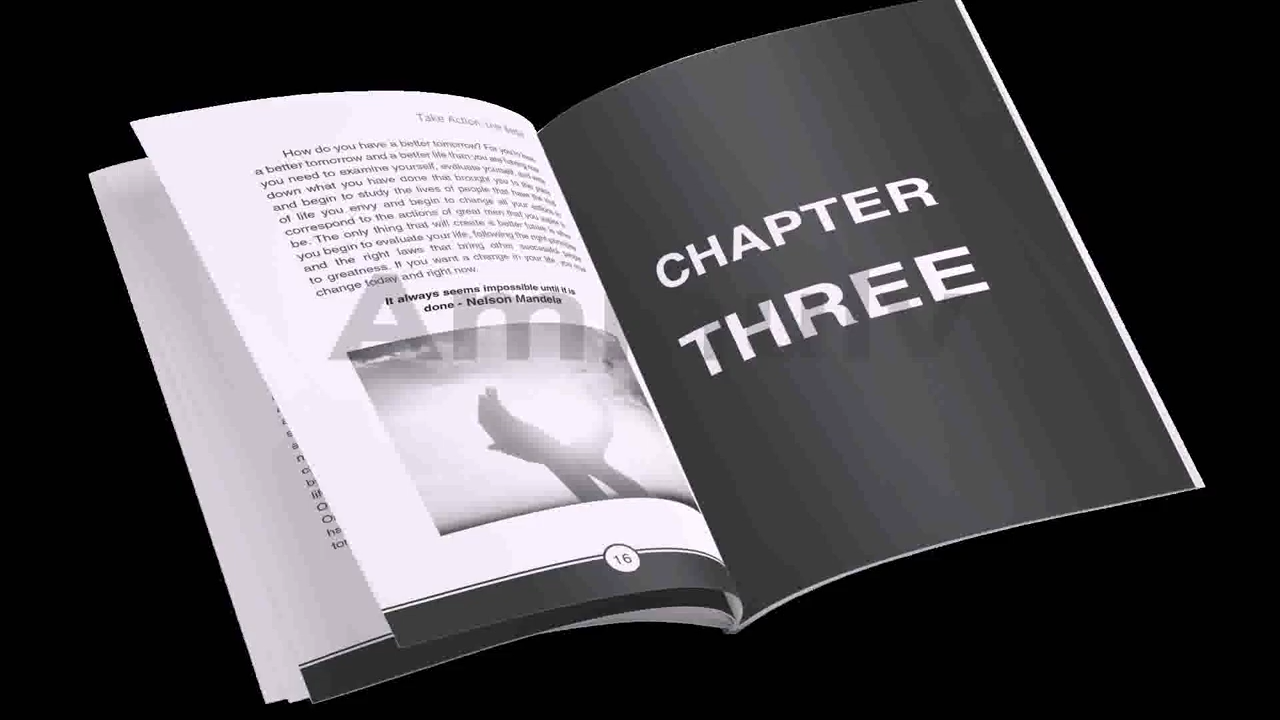 Take Action, Live Better
How do you have a better tomorrow? For you to have
a better tomorrow and a better life than you are having now
you need to examine yourself, evaluate yourself, and write
down what you have done that brought you to this place
and begin to study the lives of people that have the kind
of life you envy and begin to change all your actions to
correspond to the actions of great men that you
be. The only thing that will create a better future is when
you begin to evaluate your life, following the right principles
and the right laws that bring other successful people
to greatness. If you want a change in your life, you must
change today and right now.
It always seems impossible until it is
done - Nelson Mandela
16
CHAPTER
THREE